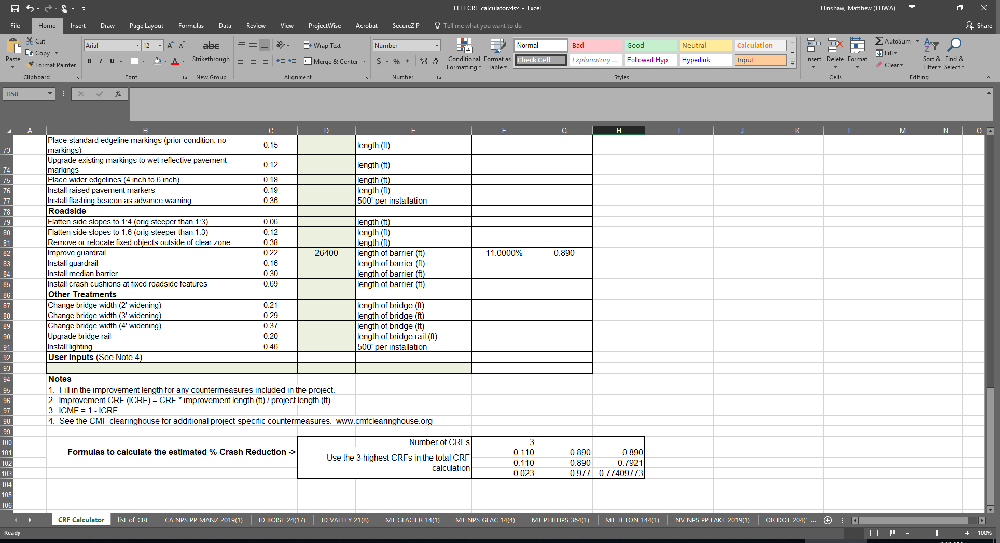 FLH_CRF_calculator.xlsx - Excel
Hinshaw, Matthew (FHWA)
File Home Insert Draw Page Layout Formulas Data Review View ProjectWise Acrobat SecureZIP Tell me what you want to do Share
Paste
Cut
Copy
Format Painter
Clipboard
Arial 12 A A
B I U A
Font
abc
Strikethrough
New Group
Wrap Text
Merge & Center
Alignment
Number
$ % , .00 .00
Number
Conditional Formatting
Format as Table
Normal Bad Good Neutral Calculation
Check Cell Explanatory ... Followed Hyp... Hyperlink Input
Styles
Insert Delete Format
Cells
AutoSum
Fill
Clear
Sort & Filter
Find & Select
Editing
H58 fx
A B C D E F G H I J K L M N O
73 Place standard edgeline markings (prior condition: no markings) 0.15 length (ft)
74 Upgrade existing markings to wet reflective pavement markings 0.12 length (ft)
75 Place wider edgelines (4 inch to 6 inch) 0.18 length (ft)
76 Install raised pavement markers 0.19 length (ft)
77 Install flashing beacon as advance warning 0.36 500' per installation
78 Roadside
79 Flatten side slopes to 1:4 (orig steeper than 1:3) 0.06 length (ft)
80 Flatten side slopes to 1:6 (orig steeper than 1:3) 0.12 length (ft)
81 Remove or relocate fixed objects outside of clear zone 0.38 length (ft)
82 Improve guardrail 0.22 26400 length of barrier (ft) 11.0000% 0.890
83 Install guardrail 0.16 length of barrier (ft)
84 Install median barrier 0.30 length of barrier (ft)
85 Install crash cushions at fixed roadside features 0.69 length of barrier (ft)
86 Other Treatments
87 Change bridge width (2' widening) 0.21 length of bridge (ft)
88 Change bridge width (3' widening) 0.29 length of bridge (ft)
89 Change bridge width (4' widening) 0.37 length of bridge (ft)
90 Upgrade bridge rail 0.20 length of bridge rail (ft)
91 Install lighting 0.46 500' per installation
92 User Inputs (See Note 4)
93
94 Notes
95 1. Fill in the improvement length for any countermeasures included in the project.
96 2. Improvement CRF (ICRF) = CRF * improvement length (ft) / project length (ft)
97 3. ICMF = 1 - ICRF
98 4. See the CMF clearinghouse for additional project-specific countermeasures. www.cmfclearinghouse.org
99
100 Number of CRFs 3
101 Formulas to calculate the estimated % Crash Reduction -> Use the 3 highest CRFs in the total CRF calculation 0.110 0.890 0.890
102 0.110 0.890 0.7921
103 0.023 0.977 0.77409773
104
105
106
CRF Calculator list_of_CRF CA NPS PP MANZ 2019(1) ID BOISE 24(17) ID VALLEY 21(8) MT GLACIER 14(1) MT NPS GLAC 14(4) MT PHILLIPS 364(1) MT TETON 144(1) NV NPS PP LAKE 2019(1) OR DOT 204( ...
Ready 100%